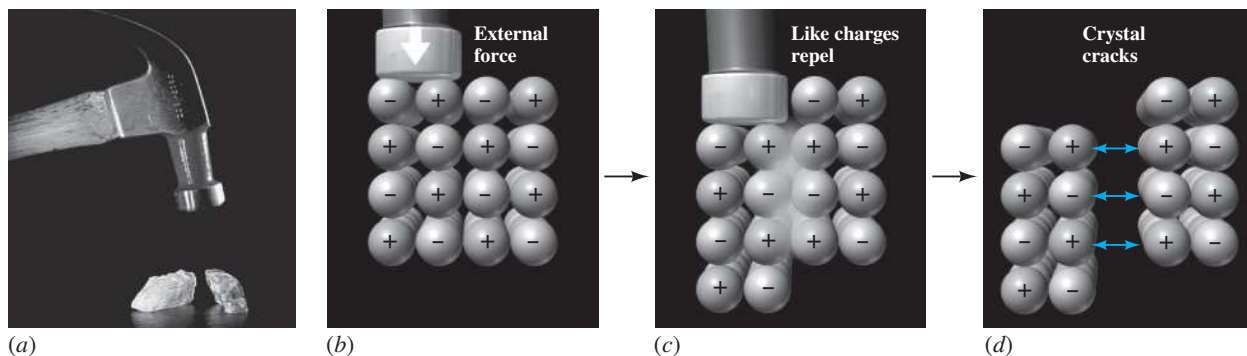 External
force
− + − +
+ − + −
− + − +
+ − + −
Like charges
repel
− +
− + + −
+ − − +
− + + −
+ −
Crystal
cracks
− +
− + + −
+ − − +
− + + −
+ −
(a)
(b)
(c)
(d)